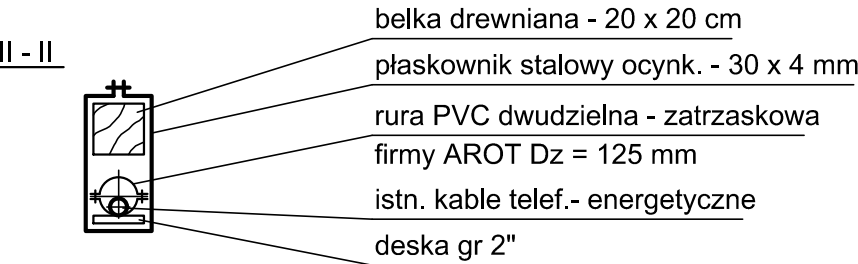 II - II
belka drewniana - 20 x 20 cm
płaskownik stalowy ocynk. - 30 x 4 mm
rura PVC dwudzielna - zatrzaskowa
firmy AROT Dz = 125 mm
istn. kable telef.- energetyczne
deska gr 2"